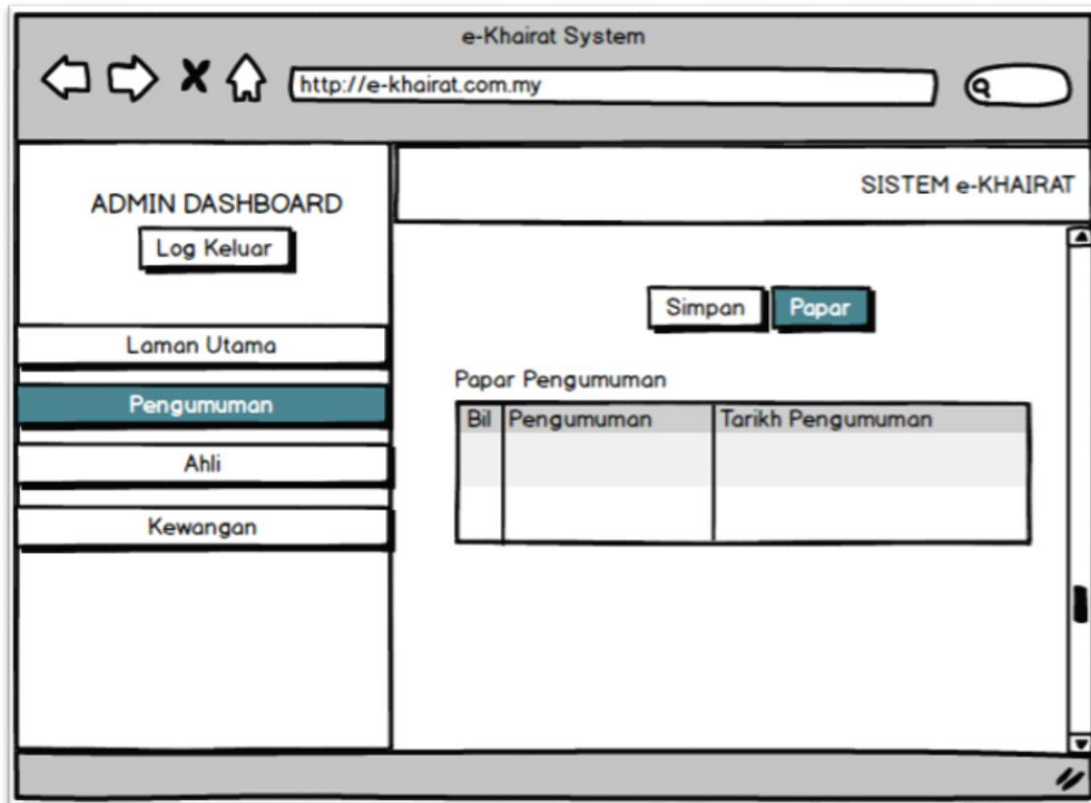 e-Khairat System
http://e-khairat.com.my
SISTEM e-KHAIRAT
ADMIN DASHBOARD
Log Keluar
Laman Utama
Pengumuman
Ahli
Kewangan
Simpan Papar
Papar Pengumuman
Bil Pengumuman Tarikh Pengumuman